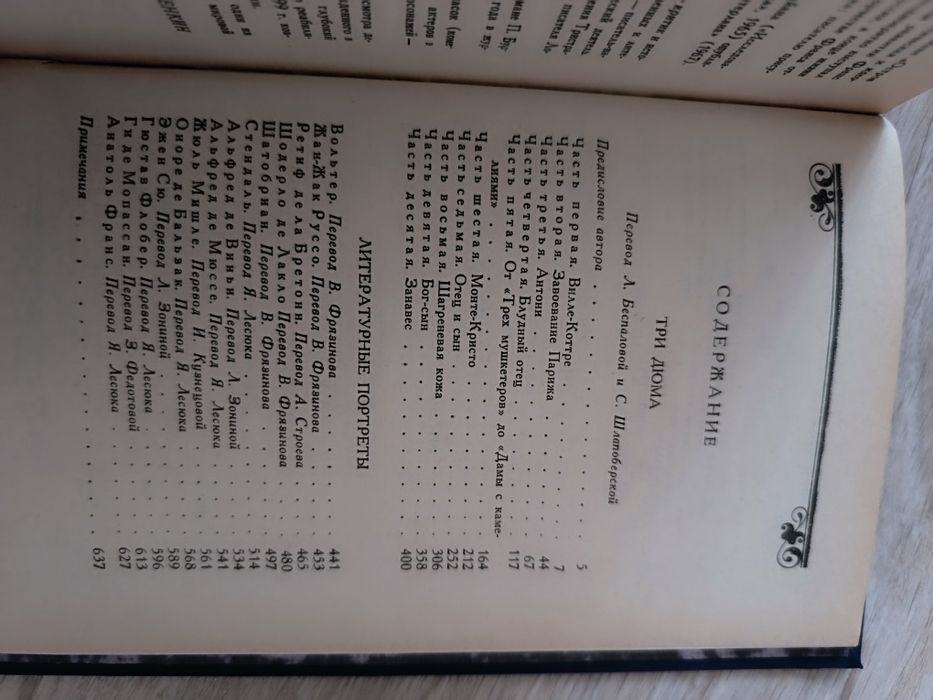 СОДЕРЖАНИЕ
ТРИ ДЮМА
Перевод Л. Беспаловой и С. Шлапоберской
Предисловие автора . . . . . . . . . . . 5
Часть первая. Вилле-Коттре . . . . . . . . 7
Часть вторая. Завоевание Парижа . . . . . . 44
Часть третья. Антони . . . . . . . . . . 67
Часть четвертая. Блудный отец . . . . . . .
Часть пятая. От «Трех мушкетеров» до «Дамы с каме-
лиями» . . . . . . . . . . . . . . 117
Часть шестая. Монте-Кристо . . . . . . . . 164
Часть седьмая. Отец и сын . . . . . . . . 212
Часть восьмая. Шагреневая кожа . . . . . . 252
Часть девятая. Бог-сын . . . . . . . . . 306
Часть десятая. Занавес . . . . . . . . . 358
400
ЛИТЕРАТУРНЫЕ ПОРТРЕТЫ
Вольтер. Перевод В. Фрязинова . . . . . . . 441
Жан-Жак Руссо. Перевод В. Фрязинова . . . . . 453
Ретиф де ла Бретонн. Перевод А. Строева . . . . 465
Шодерло де Лакло Перевод В. Фрязинова . . . . 480
Шатобриан. Перевод В. Фрязинова . . . . . . 497
Стендаль. Перевод Я. Лесюка . . . . . . . . 514
Альфред де Виньи. Перевод Л. Зониной . . . . . 534
Альфред де Мюссе. Перевод Я. Лесюка . . . . . 541
Жюль Мишле. Перевод И. Кузнецовой . . . . . . 561
Оноре де Бальзак. Перевод Я. Лесюка . . . . . 568
Эжен Сю. Перевод Л. Зониной . . . . . . . . 589
Гюстав Флобер. Перевод Я. Лесюка . . . . . . 596
Ги де Мопассан. Перевод З. Федотовой . . . . . 613
Анатоль Франс. Перевод Я. Лесюка . . . . . . 627
Примечания . . . . . . . . . . . . . 637